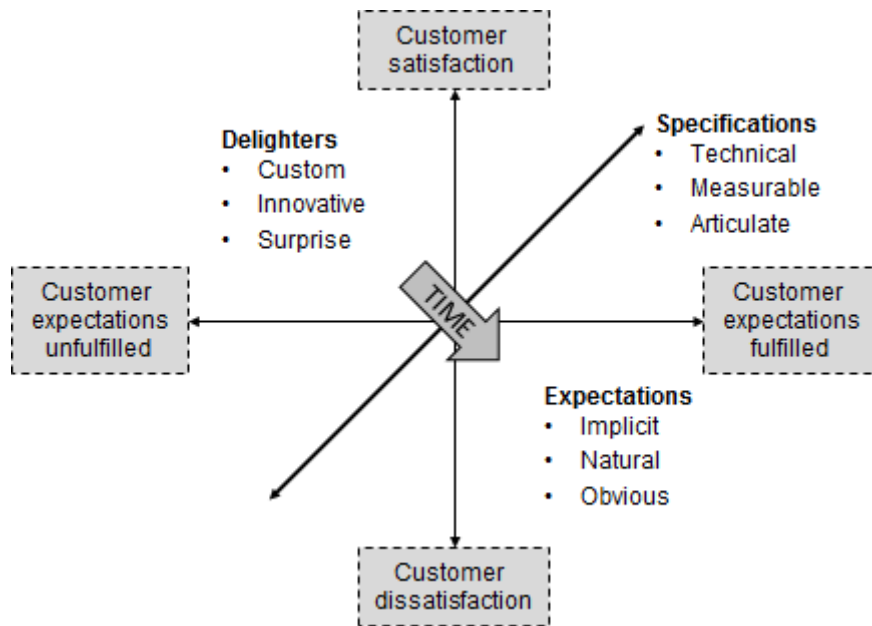 Customer
satisfaction
Delighters
• Custom
• Innovative
• Surprise
Specifications
• Technical
• Measurable
• Articulate
Customer
expectations
unfulfilled
TIME
Customer
expectations
fulfilled
Expectations
• Implicit
• Natural
• Obvious
Customer
dissatisfaction